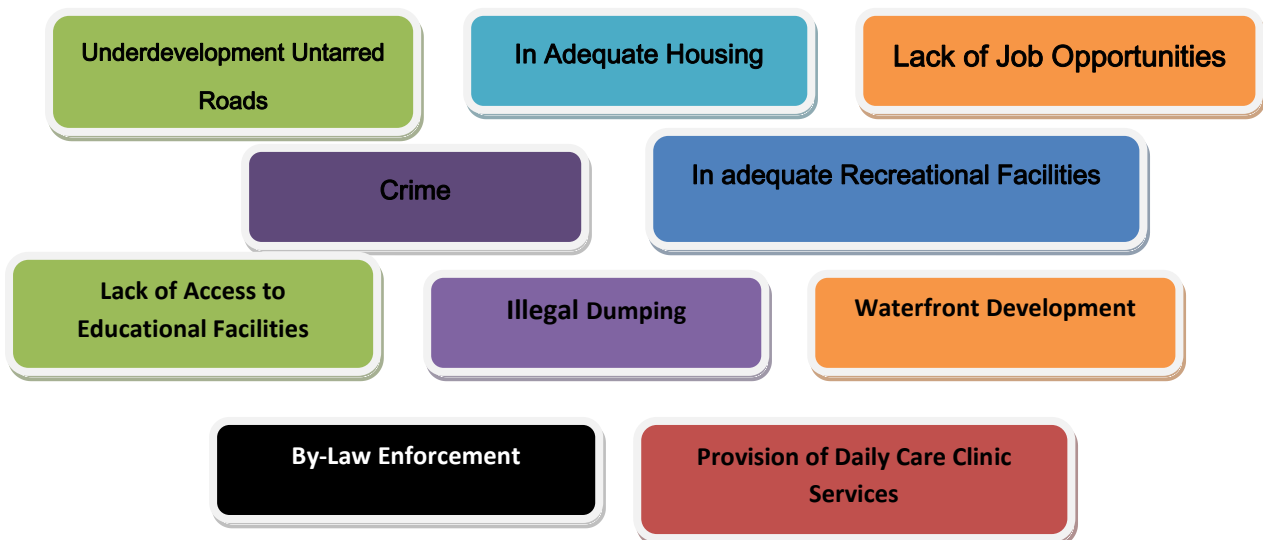 Underdevelopment Untarred
Roads
In Adequate Housing
Lack of Job Opportunities
Crime
In adequate Recreational Facilities
Lack of Access to
Educational Facilities
Illegal Dumping
Waterfront Development
By-Law Enforcement
Provision of Daily Care Clinic
Services